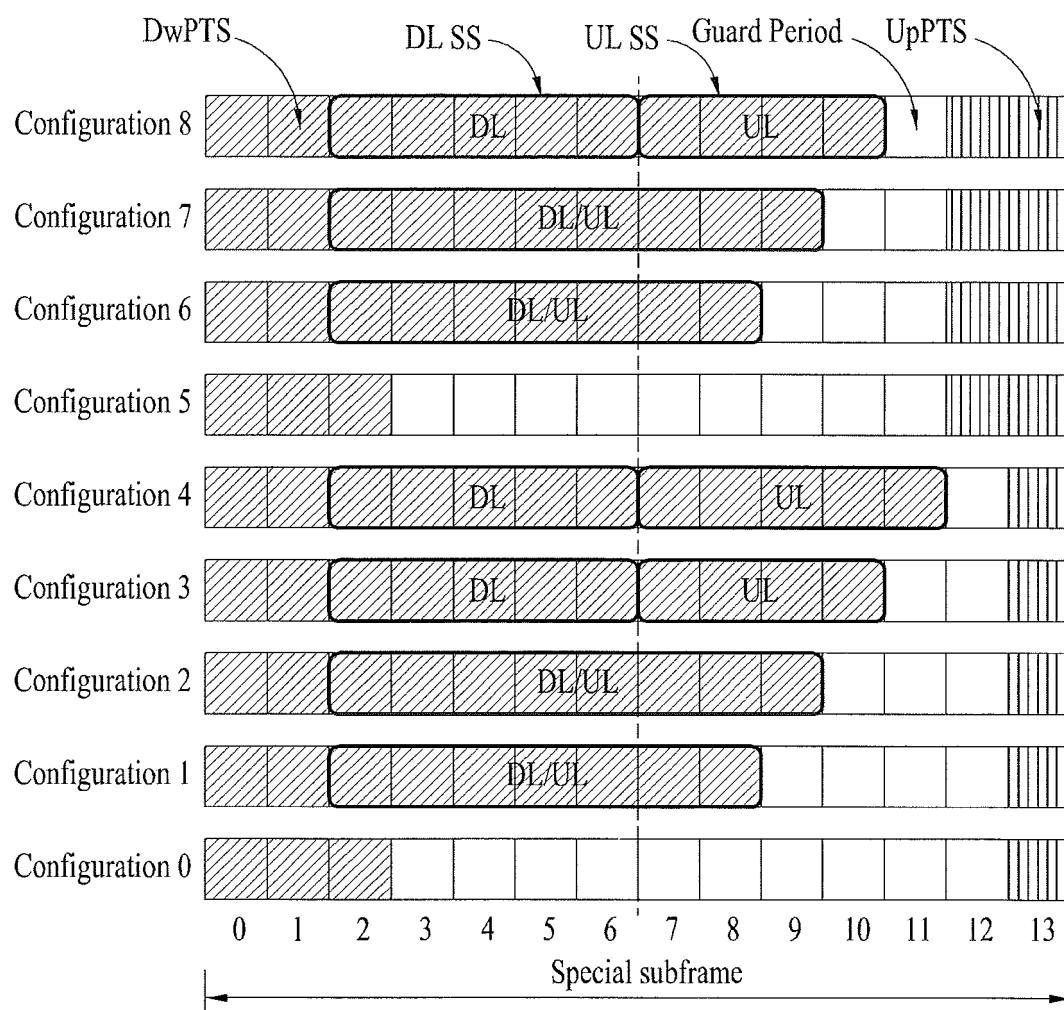 DwPTS DL SS UL SS Guard Period UpPTS
Configuration 8 DL UL
Configuration 7 DL/UL
Configuration 6 DL/UL
Configuration 5
Configuration 4 DL UL
Configuration 3 DL UL
Configuration 2 DL/UL
Configuration 1 DL/UL
Configuration 0
0 1 2 3 4 5 6 7 8 9 10 11 12 13
Special subframe